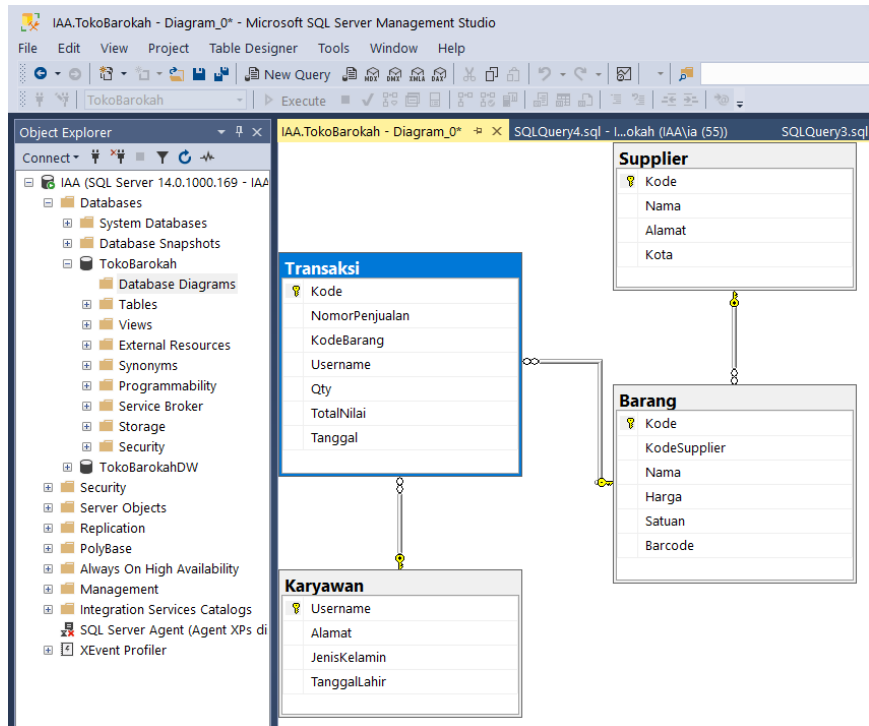 IAA.TokoBarokah - Diagram_0* - Microsoft SQL Server Management Studio
File Edit View Project Table Designer Tools Window Help
New Query MDX DMX XMLA DAX
TokoBarokah Execute
Object Explorer
IAA.TokoBarokah - Diagram_0* SQLQuery4.sql - I...okah (IAA\ia (55)) SQLQuery3.sql
Connect
IAA (SQL Server 14.0.1000.169 - IAA
Databases
System Databases
Database Snapshots
TokoBarokah
Database Diagrams
Tables
Views
External Resources
Synonyms
Programmability
Service Broker
Storage
Security
TokoBarokahDW
Security
Server Objects
Replication
PolyBase
Always On High Availability
Management
Integration Services Catalogs
SQL Server Agent (Agent XPs di
XEvent Profiler
Supplier
Kode
Nama
Alamat
Kota
Transaksi
Kode
NomorPenjualan
KodeBarang
Username
Qty
TotalNilai
Tanggal
Barang
Kode
KodeSupplier
Nama
Harga
Satuan
Barcode
Karyawan
Username
Alamat
JenisKelamin
TanggalLahir